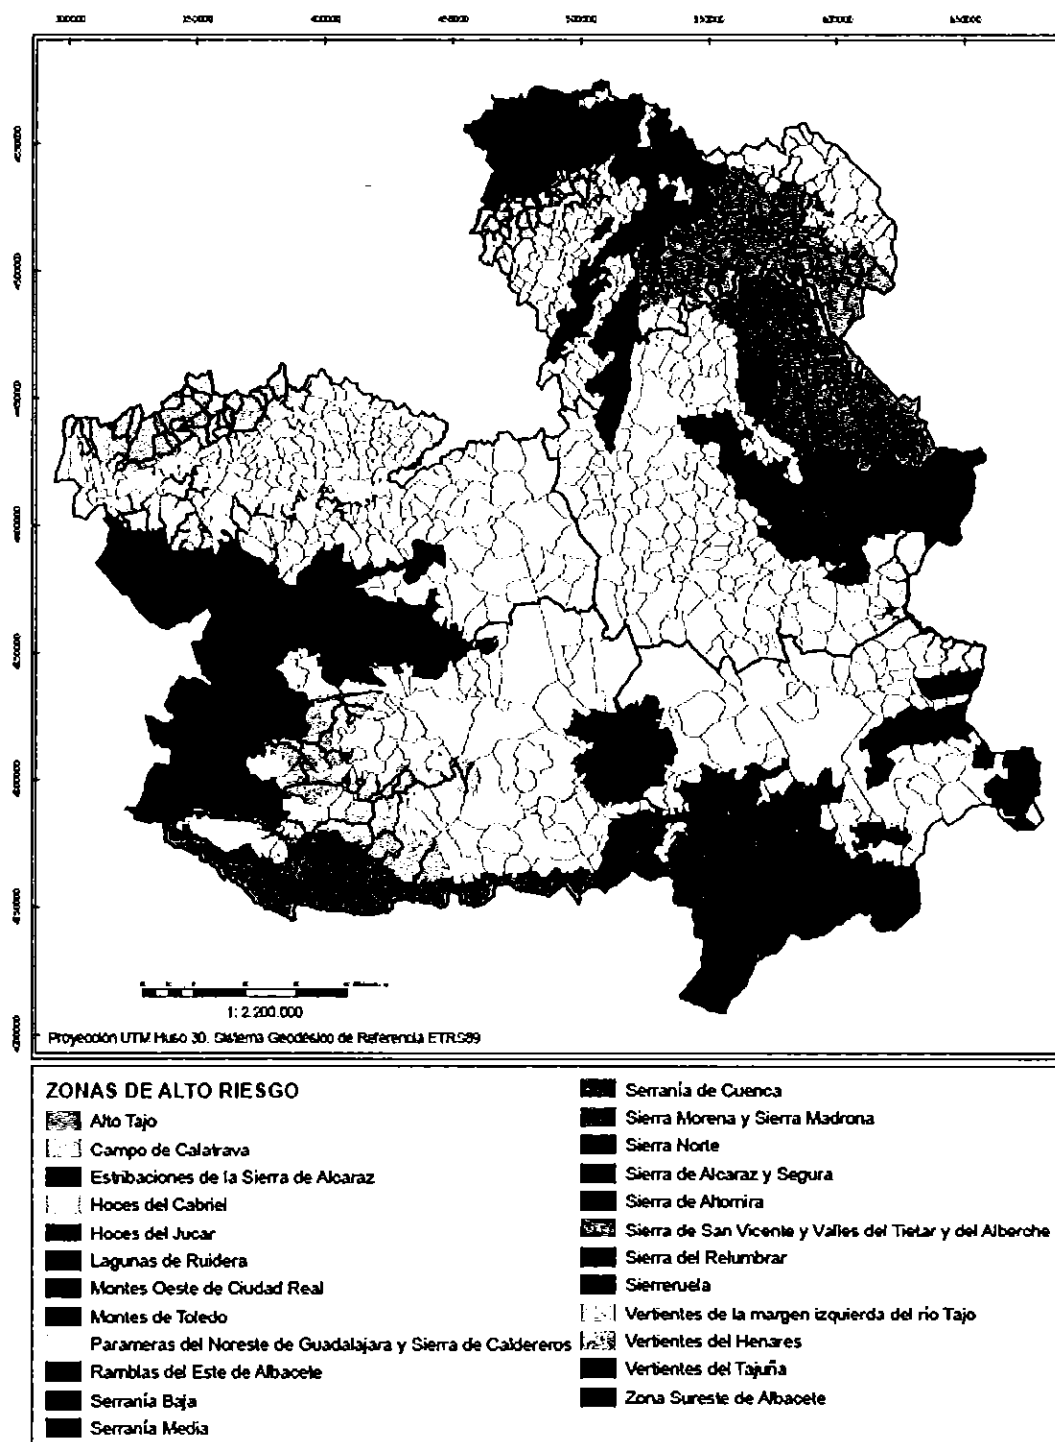 1: 2.200.000
Proyección UTM Huso 30. Sistema Geodésico de Referencia ETRS89
ZONAS DE ALTO RIESGO
Alto Tajo
Campo de Calatrava
Estribaciones de la Sierra de Alcaraz
Hoces del Cabriel
Hoces del Jucar
Lagunas de Ruidera
Montes Oeste de Ciudad Real
Montes de Toledo
Parameras del Noreste de Guadalajara y Sierra de Caldereros
Ramblas del Este de Albacete
Serranía Baja
Serranía Media
Serranía de Cuenca
Sierra Morena y Sierra Madrona
Sierra Norte
Sierra de Alcaraz y Segura
Sierra de Altomira
Sierra de San Vicente y Valles del Tietar y del Alberche
Sierra del Relumbrar
Sierreruela
Vertientes de la margen izquierda del río Tajo
Vertientes del Henares
Vertientes del Tajuña
Zona Sureste de Albacete